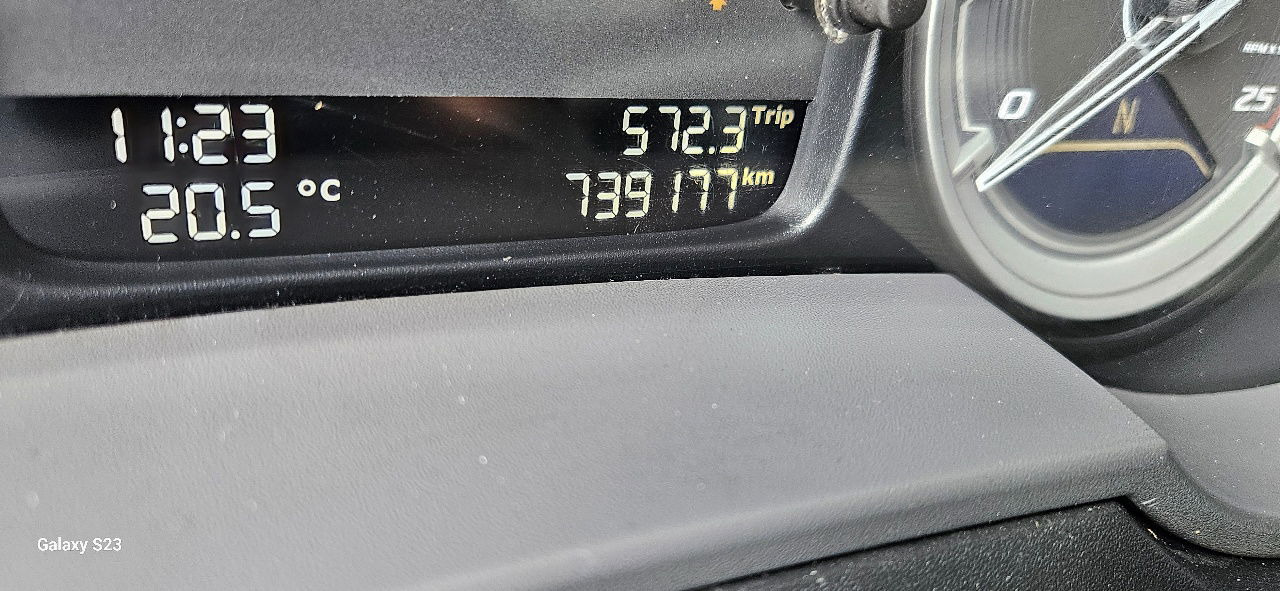 11:23
572.3 Trip
20.5 °C
739177 km
0
N
25
Galaxy S23